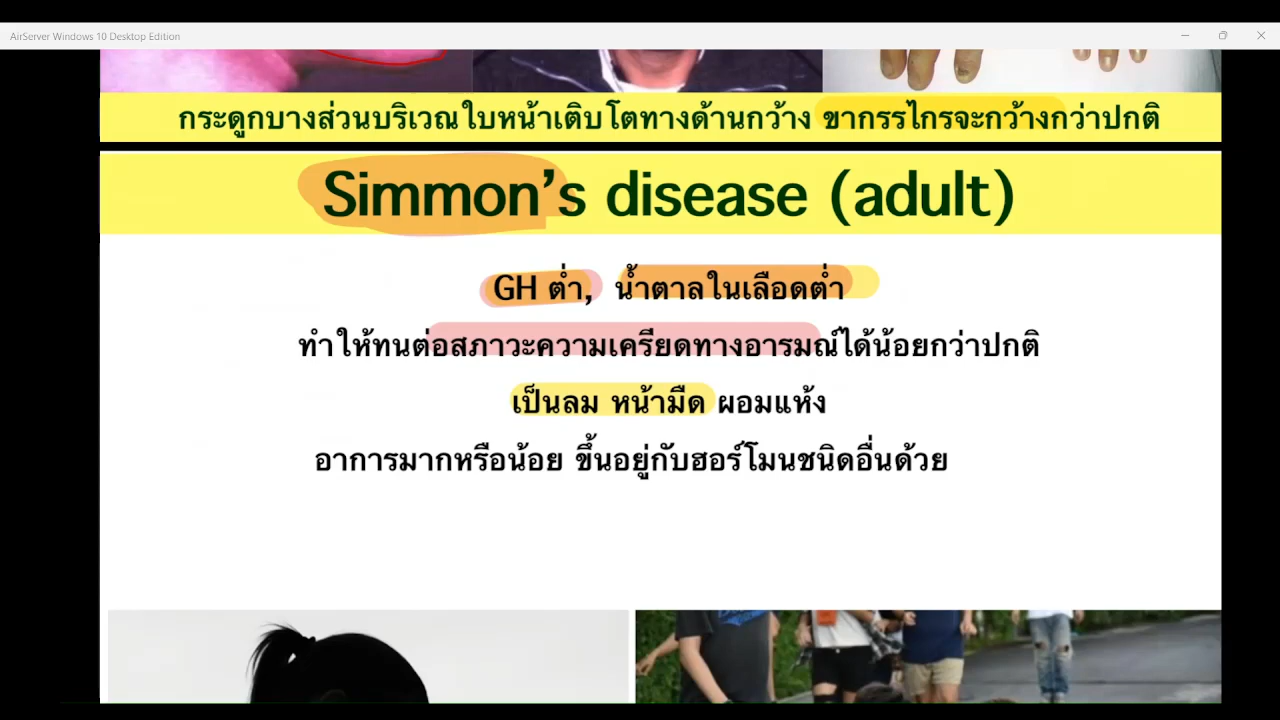 AirServer Windows 10 Desktop Edition
กระดูกบางส่วนบริเวณใบหน้าเติบโตทางด้านกว้าง ขากรรไกรจะกว้างกว่าปกติ
Simmon’s disease (adult)
GH ต่ำ, น้ำตาลในเลือดต่ำ
ทำให้ทนต่อสภาวะความเครียดทางอารมณ์ได้น้อยกว่าปกติ
เป็นลม หน้ามืด ผอมแห้ง
อาการมากหรือน้อย ขึ้นอยู่กับฮอร์โมนชนิดอื่นด้วย